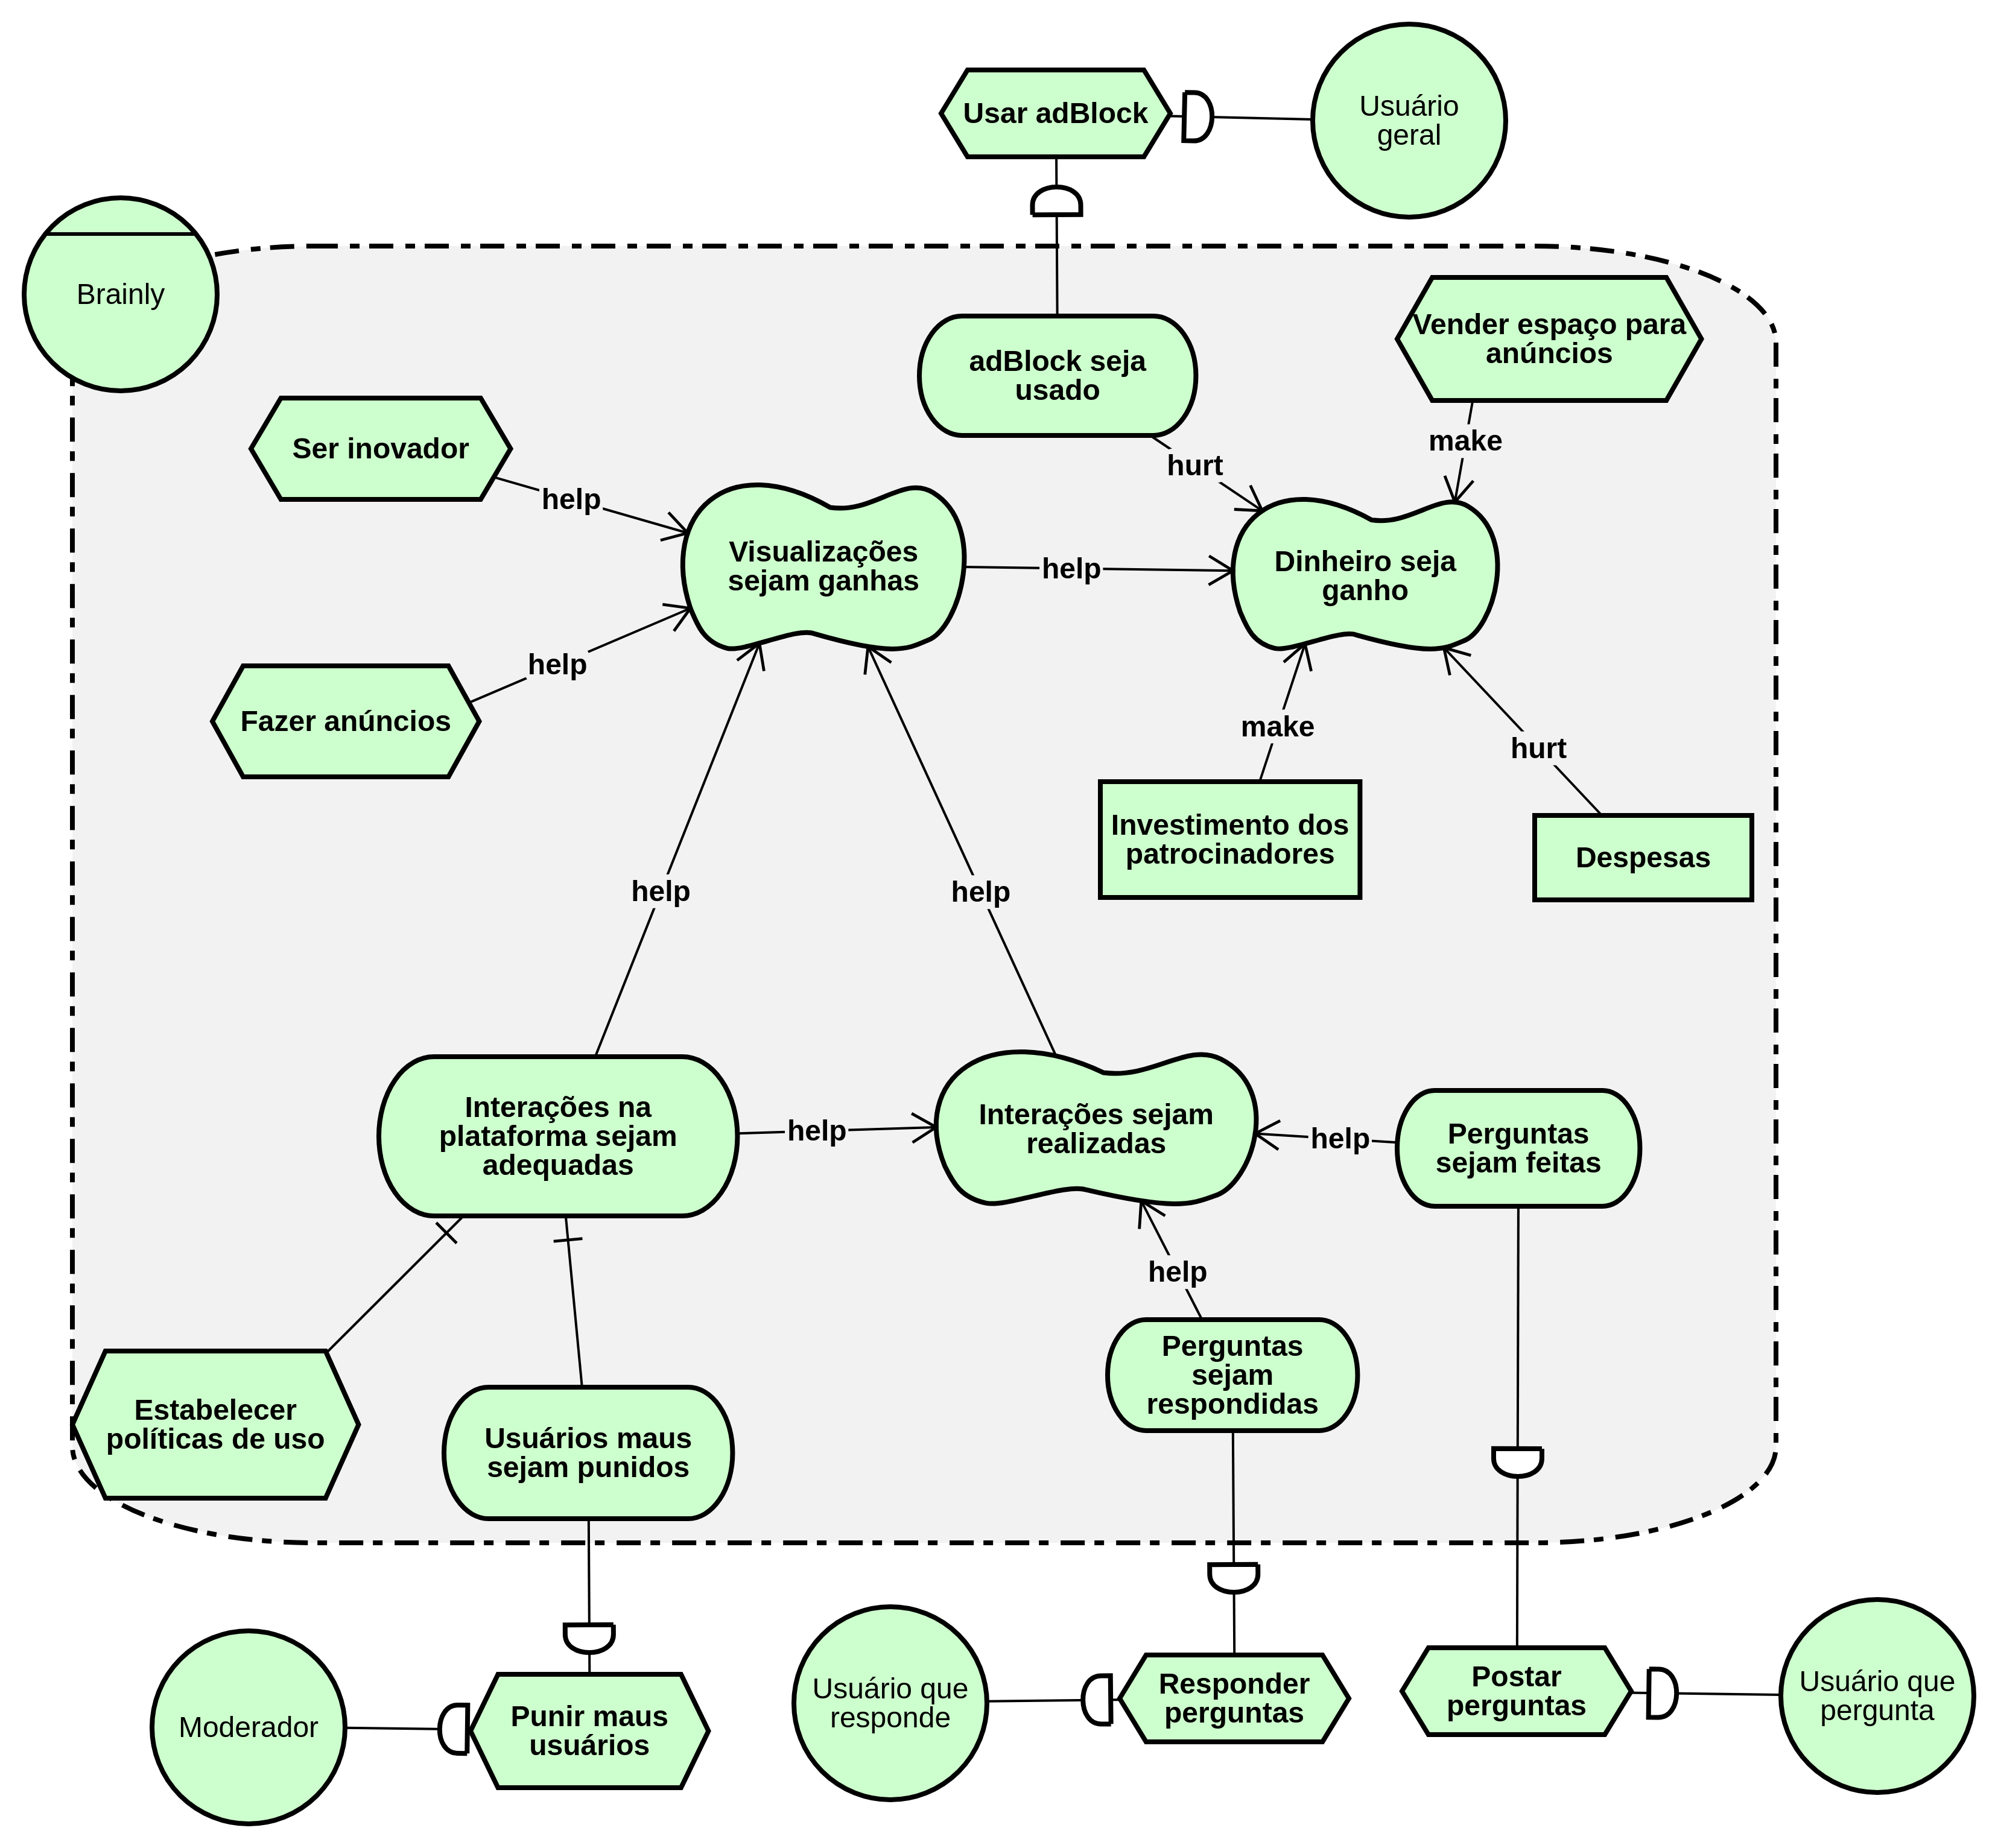 Usar adBlock
Usuário
geral
Brainly
adBlock seja
usado
Vender espaço para
anúncios
make
hurt
Ser inovador
help
Visualizações
sejam ganhas
help
Dinheiro seja
ganho
help
Fazer anúncios
make
hurt
Investimento dos
patrocinadores
Despesas
help
help
Interações na
plataforma sejam
adequadas
help
Interações sejam
realizadas
help
Perguntas
sejam feitas
help
Perguntas
sejam
respondidas
Estabelecer
políticas de uso
Usuários maus
sejam punidos
Moderador
Punir maus
usuários
Usuário que
responde
Responder
perguntas
Postar
perguntas
Usuário que
pergunta